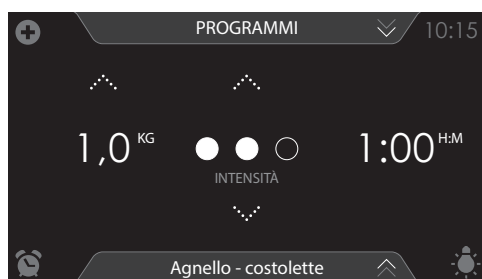 PROGRAMMI
10:15
1,0 KG
1:00 H:M
INTENSITÀ
Agnello - costolette